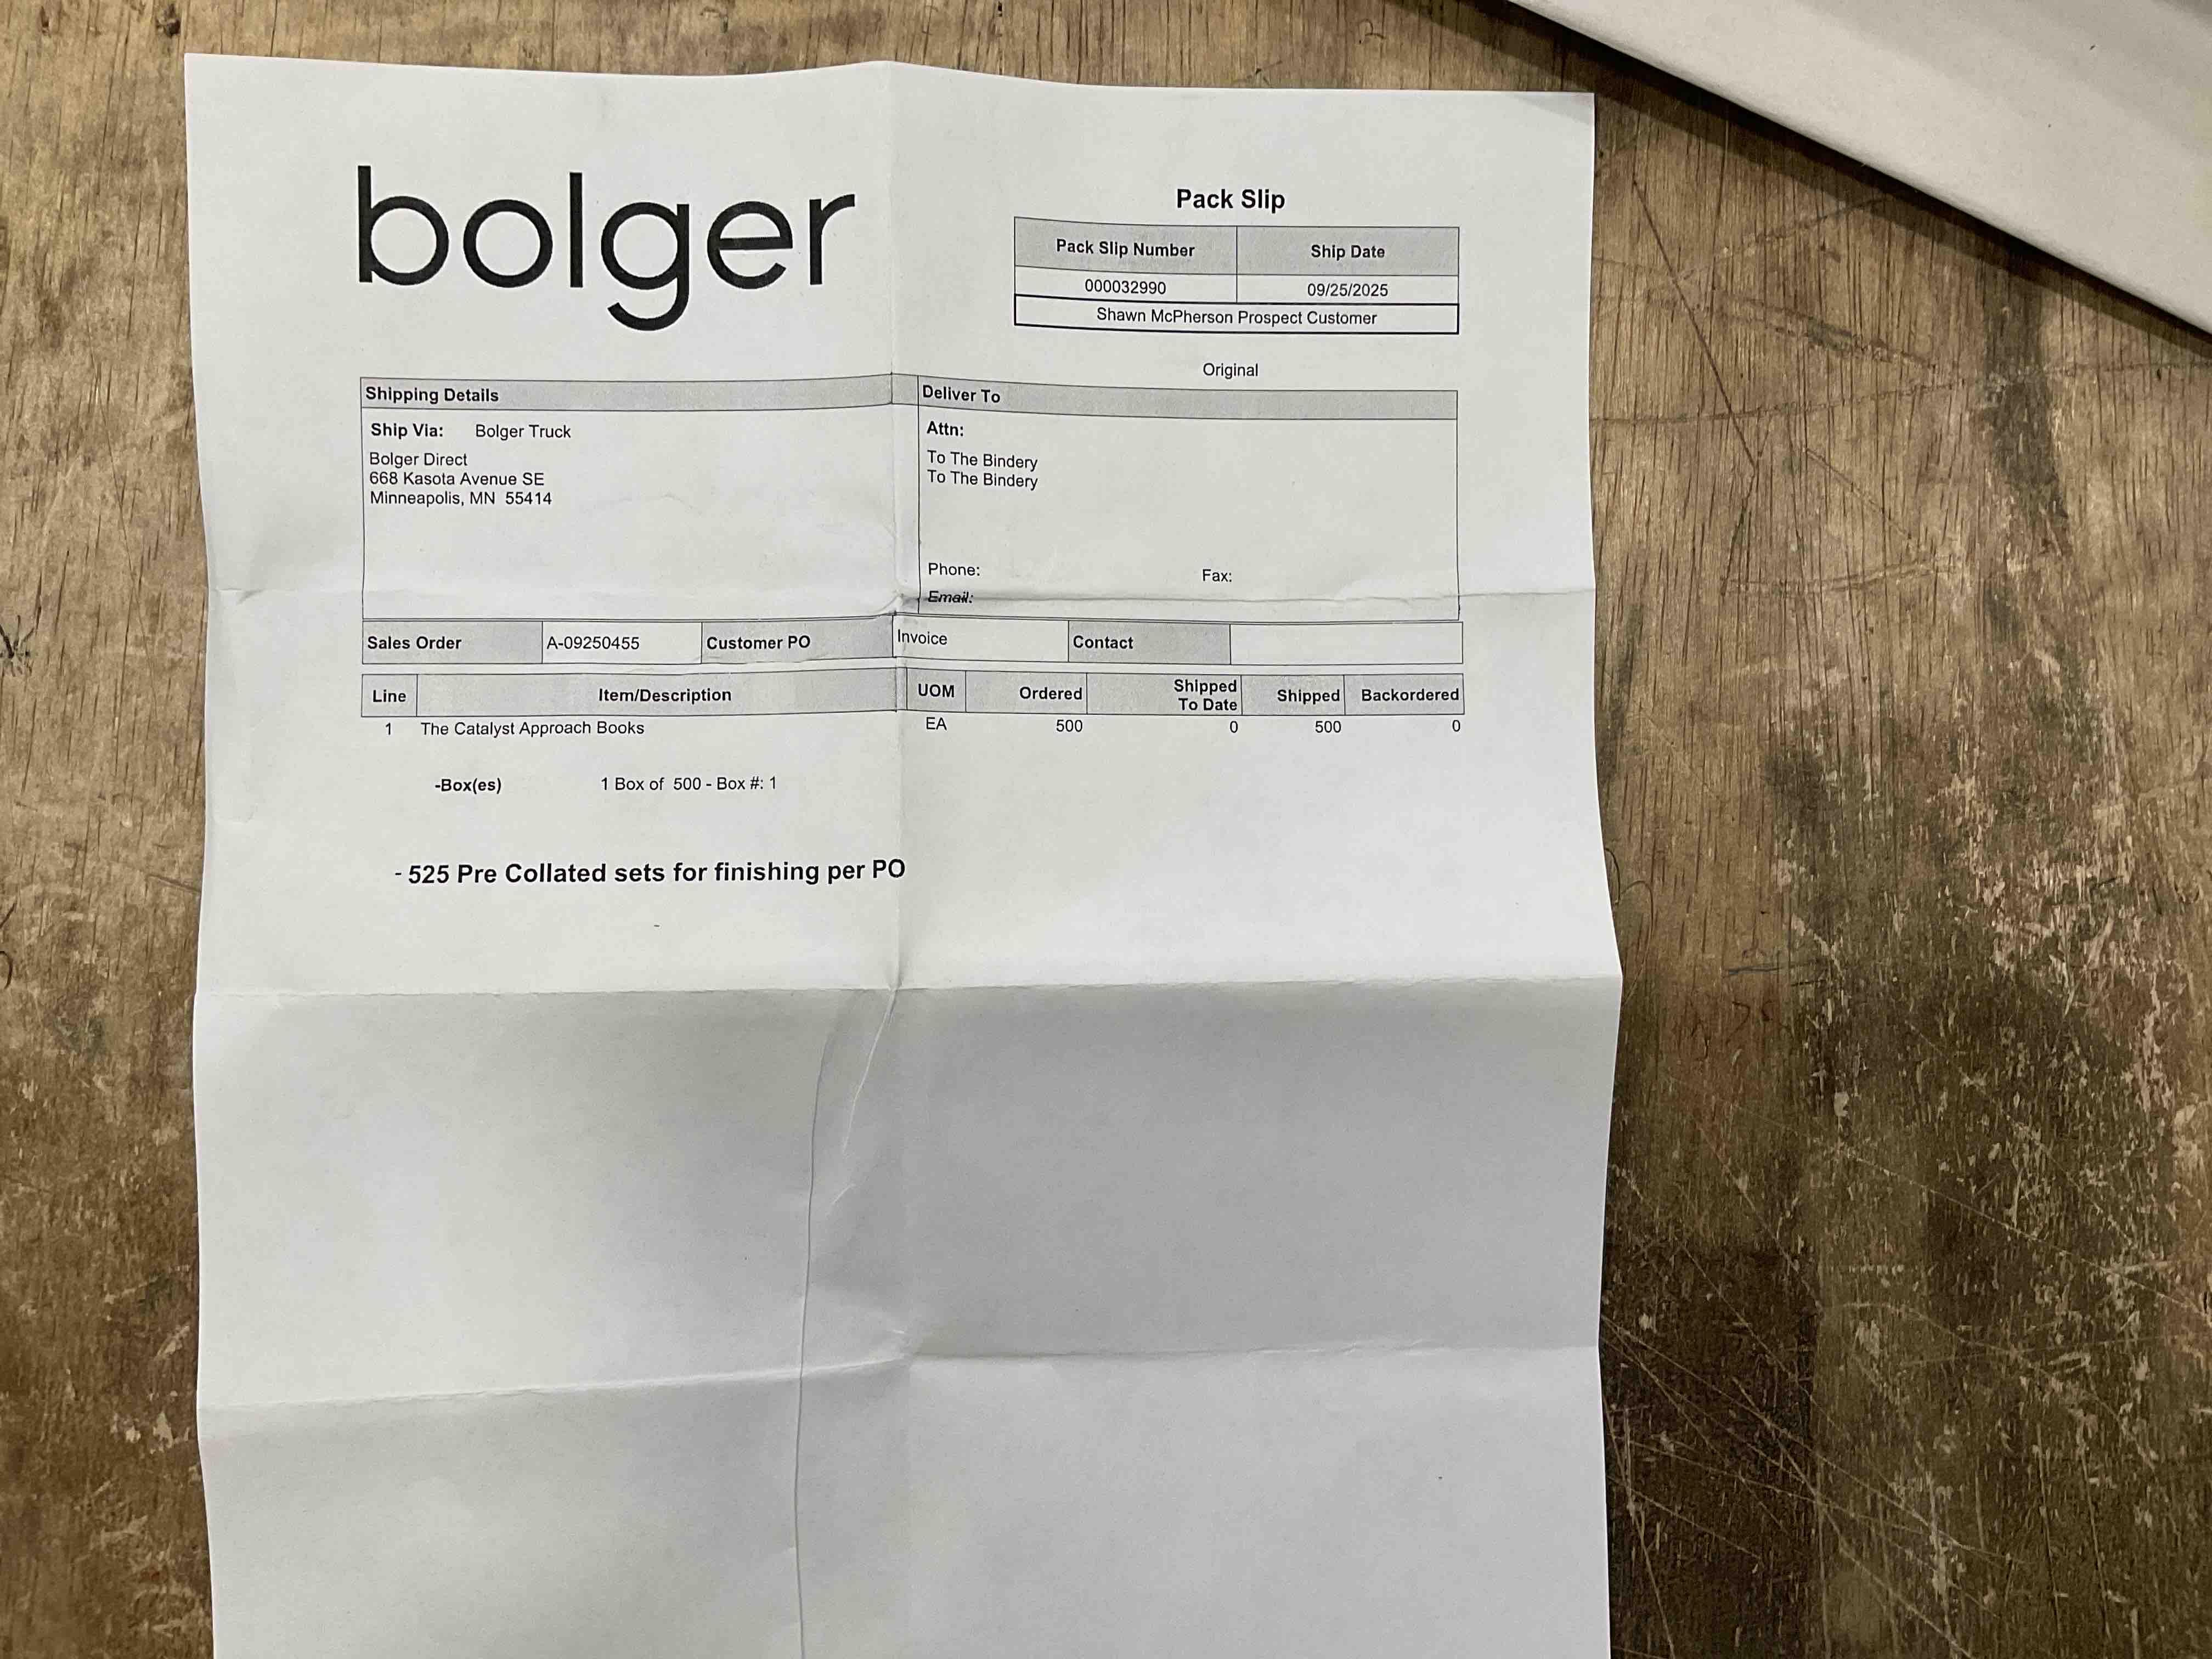 bolger
Pack Slip
Pack Slip Number Ship Date
000032990 09/25/2025
Shawn McPherson Prospect Customer
Original
Shipping Details
Ship Via: Bolger Truck
Bolger Direct
668 Kasota Avenue SE
Minneapolis, MN 55414
Deliver To
Attn:
To The Bindery
To The Bindery
Phone: Fax:
Email:
Sales Order A-09250455 Customer PO Invoice Contact
Line Item/Description UOM Ordered Shipped To Date Shipped Backordered
1 The Catalyst Approach Books EA 500 0 500 0
-Box(es) 1 Box of 500 - Box #: 1
- 525 Pre Collated sets for finishing per PO
-